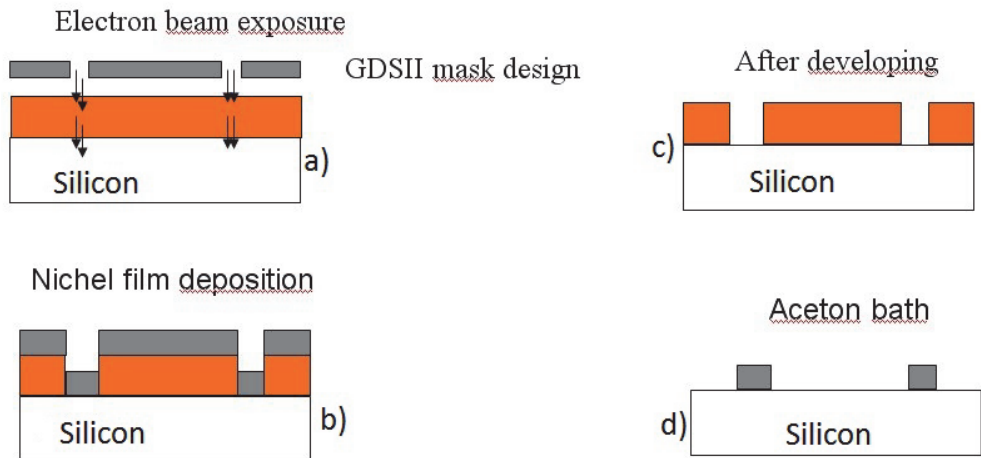 Electron beam exposure
GDSII mask design
Silicon
a)
After developing
c)
Silicon
Nichel film deposition
Silicon
b)
Aceton bath
d)
Silicon